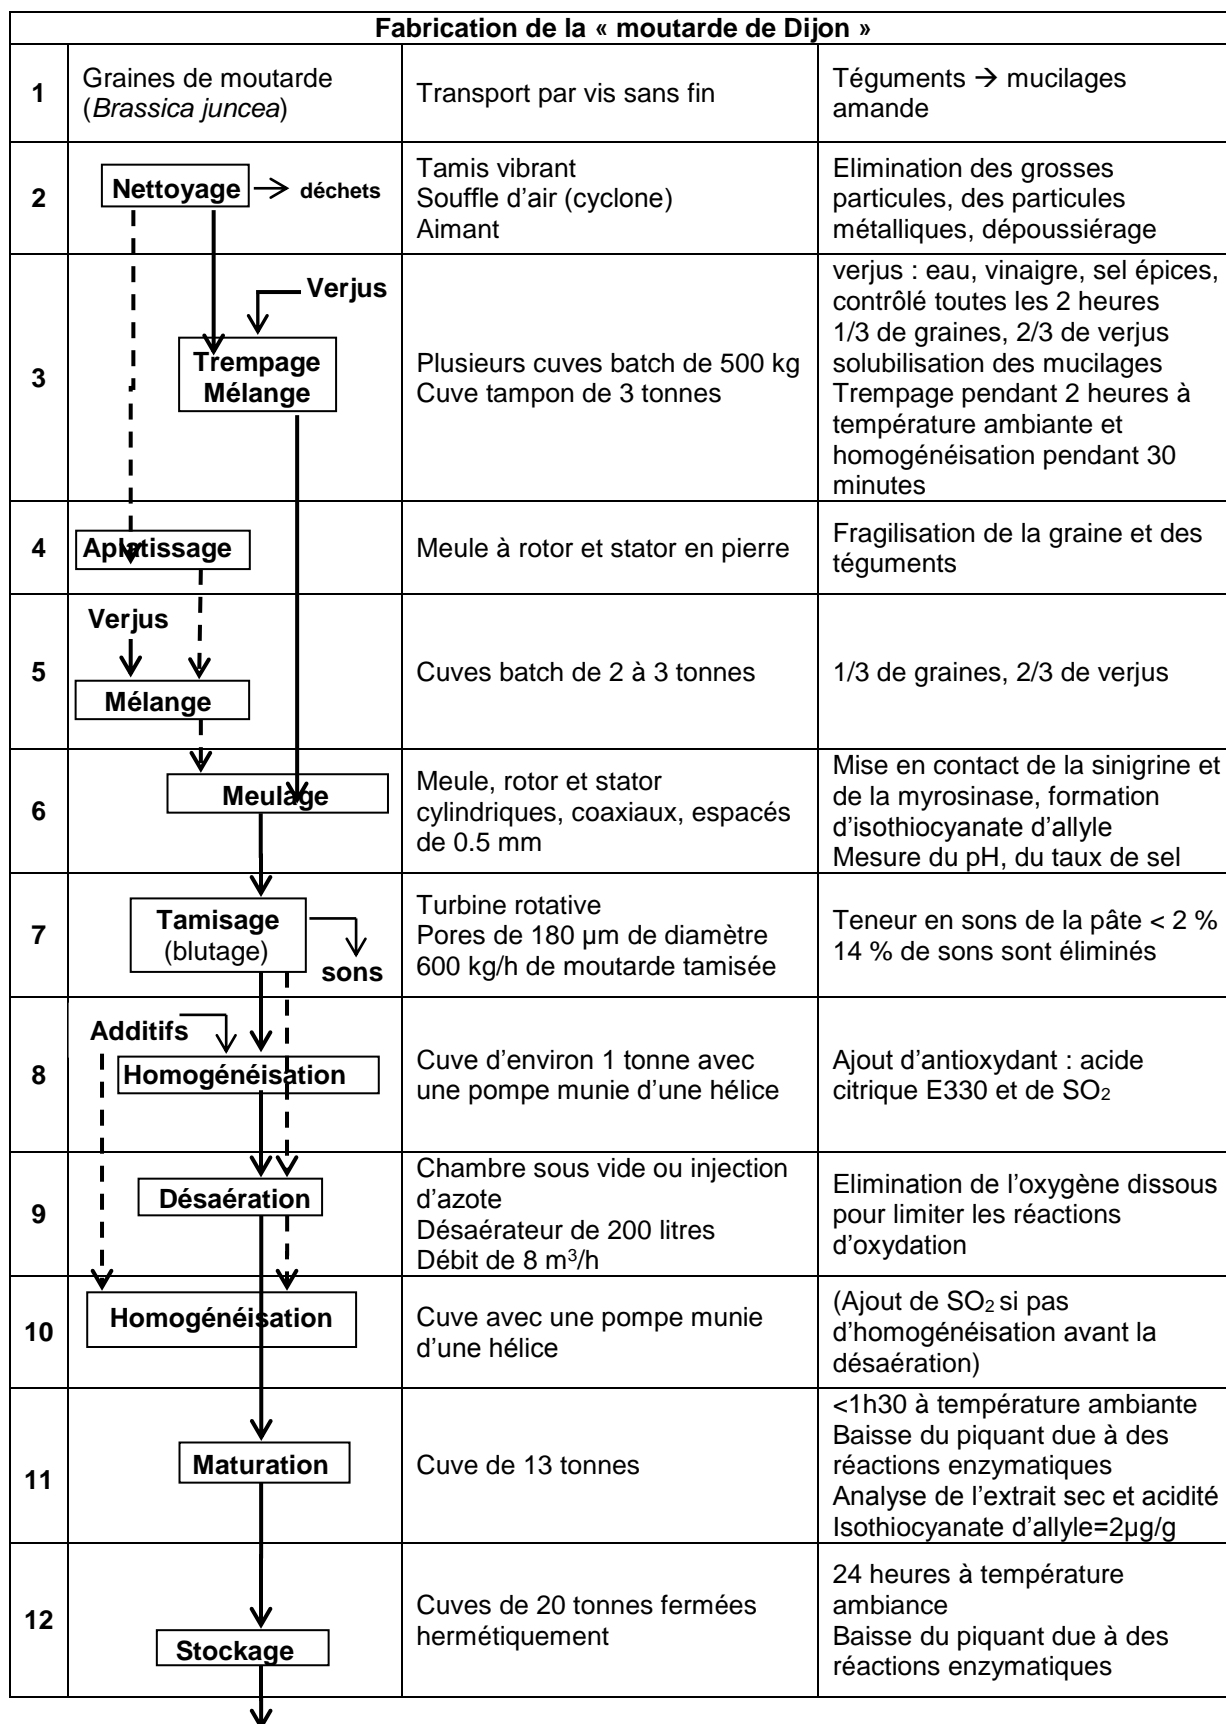 Fabrication de la « moutarde de Dijon »
1
Graines de moutarde
(Brassica juncea)
Transport par vis sans fin
Téguments → mucilages
amande
2
Nettoyage
déchets
Tamis vibrant
Souffle d'air (cyclone)
Aimant
Elimination des grosses
particules, des particules
métalliques, dépoussiérage
3
Verjus
Trempage
Mélange
Plusieurs cuves batch de 500 kg
Cuve tampon de 3 tonnes
verjus : eau, vinaigre, sel épices,
contrôlé toutes les 2 heures
1/3 de graines, 2/3 de verjus
solubilisation des mucilages
Trempage pendant 2 heures à
température ambiante et
homogénéisation pendant 30
minutes
4
Aplatissage
Meule à rotor et stator en pierre
Fragilisation de la graine et des
téguments
5
Verjus
Mélange
Cuves batch de 2 à 3 tonnes
1/3 de graines, 2/3 de verjus
6
Meulage
Meule, rotor et stator
cylindriques, coaxiaux, espacés
de 0.5 mm
Mise en contact de la sinigrine et
de la myrosinase, formation
d'isothiocyanate d'allyle
Mesure du pH, du taux de sel
7
Tamisage
(blutage)
sons
Turbine rotative
Pores de 180 µm de diamètre
600 kg/h de moutarde tamisée
Teneur en sons de la pâte < 2 %
14 % de sons sont éliminés
8
Additifs
Homogénéisation
Cuve d'environ 1 tonne avec
une pompe munie d'une hélice
Ajout d'antioxydant : acide
citrique E330 et de SO2
9
Désaération
Chambre sous vide ou injection
d'azote
Désaérateur de 200 litres
Débit de 8 m3/h
Elimination de l'oxygène dissous
pour limiter les réactions
d'oxydation
10
Homogénéisation
Cuve avec une pompe munie
d'une hélice
(Ajout de SO2 si pas
d'homogénéisation avant la
désaération)
11
Maturation
Cuve de 13 tonnes
<1h30 à température ambiante
Baisse du piquant due à des
réactions enzymatiques
Analyse de l'extrait sec et acidité
Isothiocyanate d'allyle=2µg/g
12
Stockage
Cuves de 20 tonnes fermées
hermétiquement
24 heures à température
ambiance
Baisse du piquant due à des
réactions enzymatiques